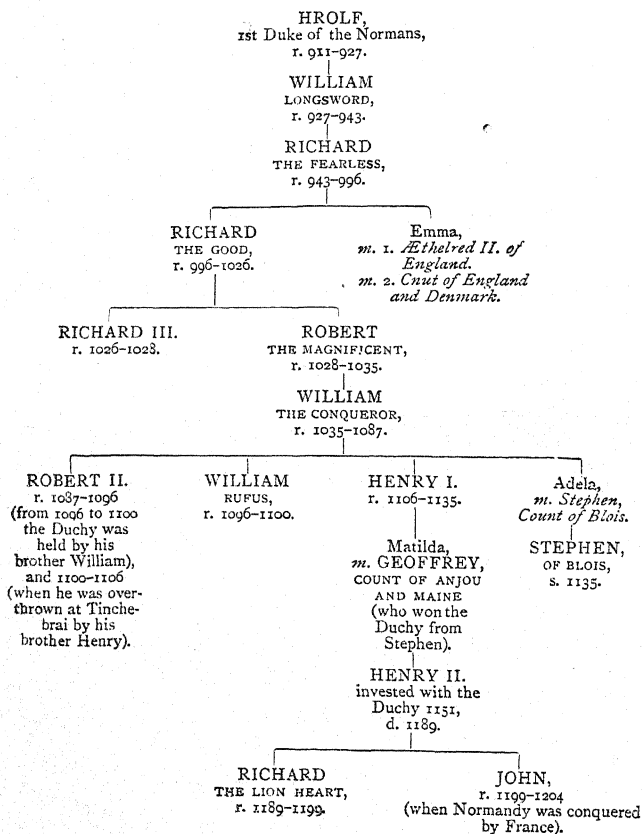 HROLF,
1st Duke of the Normans,
r. 911–927.
WILLIAM
LONGSWORD,
r. 927–943.
RICHARD
THE FEARLESS,
r. 943–996.
RICHARD
THE GOOD,
r. 996–1026.
Emma,
m. 1. Æthelred II. of
England.
m. 2. Cnut of England
and Denmark.
RICHARD III.
r. 1026–1028.
ROBERT
THE MAGNIFICENT,
r. 1028–1035.
WILLIAM
THE CONQUEROR,
r. 1035–1087.
ROBERT II.
r. 1087–1096
(from 1096 to 1100
the Duchy was
held by his
brother William),
and 1100–1106
(when he was over-
thrown at Tinche-
brai by his
brother Henry).
WILLIAM
RUFUS,
r. 1096–1100.
HENRY I.
r. 1106–1135.
Matilda,
m. GEOFFREY,
COUNT OF ANJOU
AND MAINE
(who won the
Duchy from
Stephen).
Adela,
m. Stephen,
Count of Blois.
STEPHEN,
OF BLOIS,
s. 1135.
HENRY II.
invested with the
Duchy 1151,
d. 1189.
RICHARD
THE LION HEART,
r. 1189–1199.
JOHN,
r. 1199–1204
(when Normandy was conquered
by France).